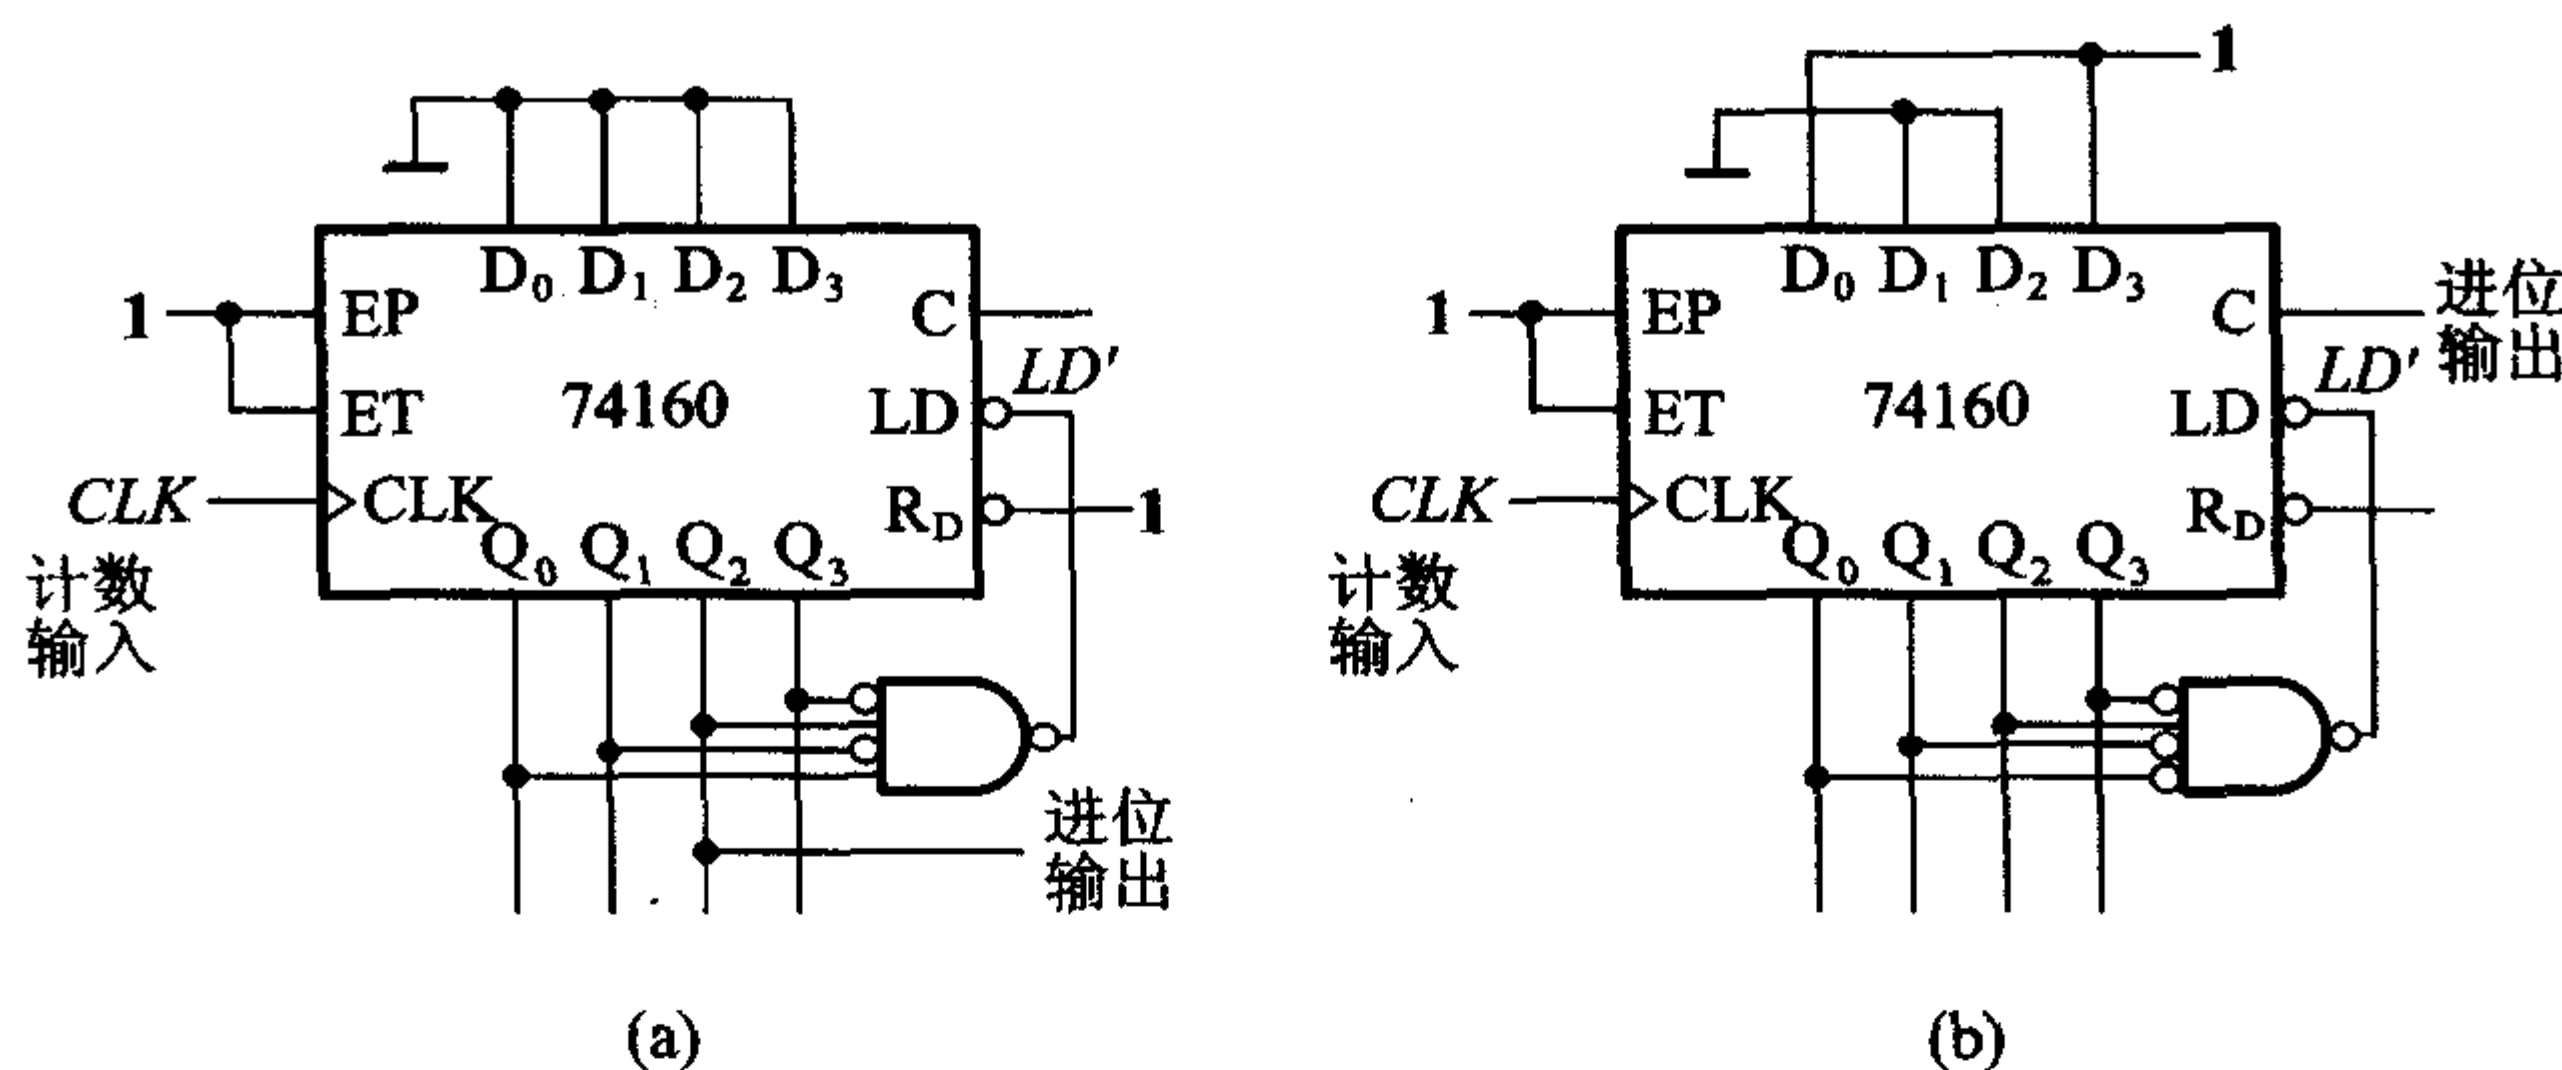 D₀ D₁ D₂ D₃
1
EP
C
LD'
ET
74160
LD
CLK
CLK
R_D
1
Q₀ Q₁ Q₂ Q₃
计数
输入
进位
输出
(a)
1
D₀ D₁ D₂ D₃
1
EP
C
进位
输出
LD'
ET
74160
LD
CLK
CLK
R_D
Q₀ Q₁ Q₂ Q₃
计数
输入
(b)